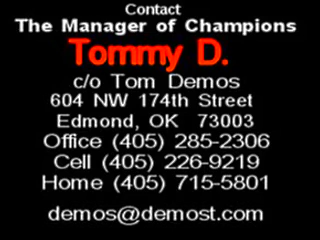 Contact
The Manager of Champions
Tommy D.
c/o Tom Demos
604 NW 174th Street
Edmond, OK 73003
Office (405) 285-2306
Cell (405) 226-9219
Home (405) 715-5801
demos@demost.com